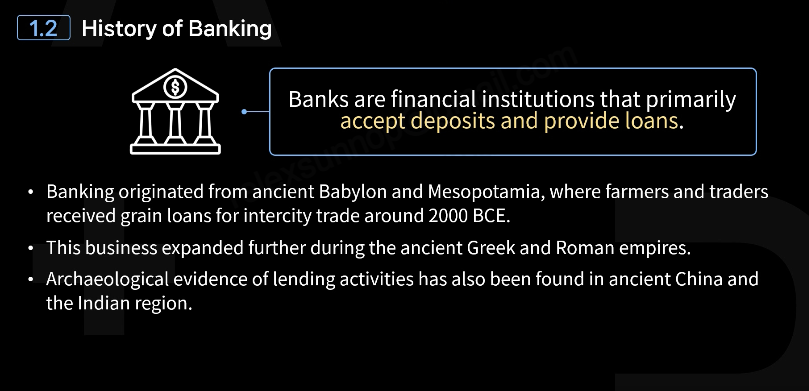 1.2 History of Banking
$
Banks are financial institutions that primarily
accept deposits and provide loans.
• Banking originated from ancient Babylon and Mesopotamia, where farmers and traders
received grain loans for intercity trade around 2000 BCE.
• This business expanded further during the ancient Greek and Roman empires.
• Archaeological evidence of lending activities has also been found in ancient China and
the Indian region.